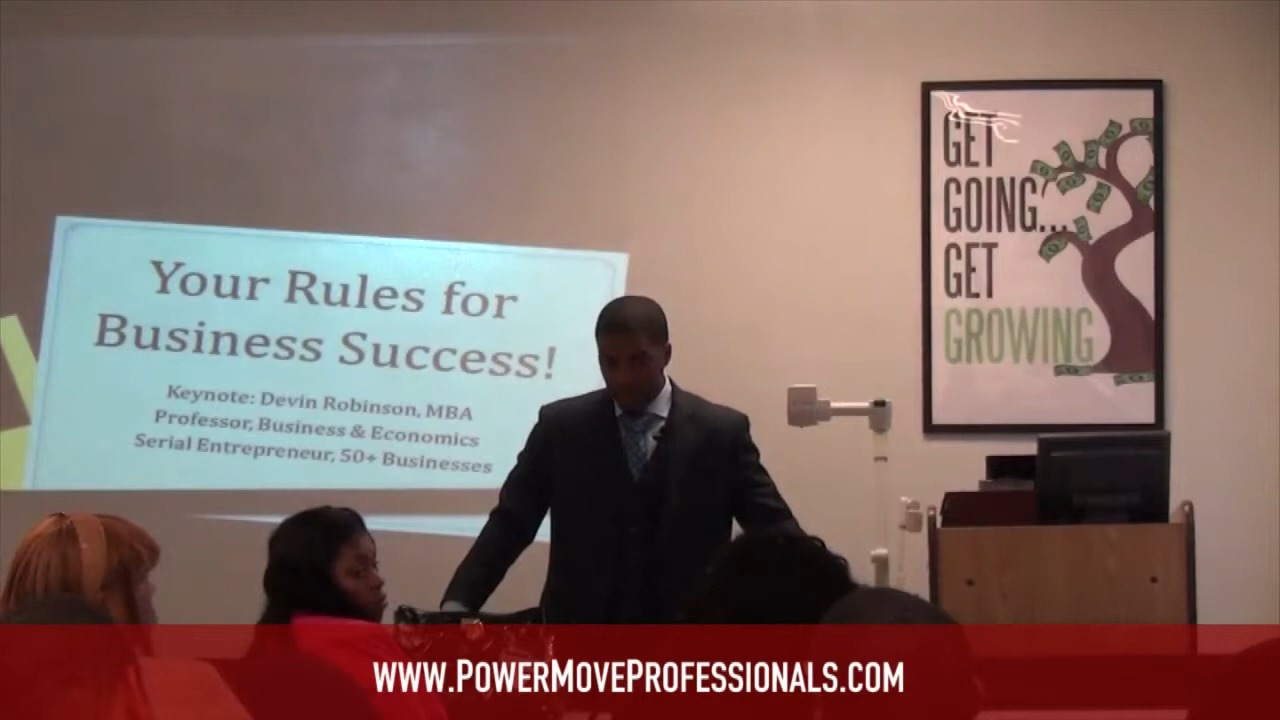 Your Rules for
Business Success!
Keynote: Devin Robinson, MBA
Professor, Business & Economics
Serial Entrepreneur, 50+ Businesses
GET
GOING...
GET
GROWING
WWW.POWERMOVEPROFESSIONALS.COM